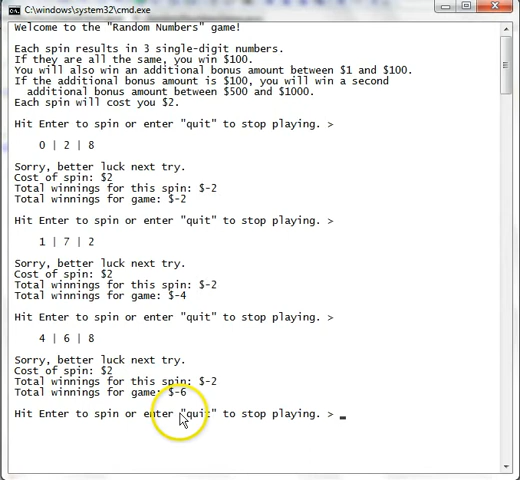 C:\windows\system32\cmd.exe
Welcome to the "Random Numbers" game!
Each spin results in 3 single-digit numbers.
If they are all the same, you win $100.
You will also win an additional bonus amount between $1 and $100.
If the additional bonus amount is $100, you will win a second
additional bonus amount between $500 and $1000.
Each spin will cost you $2.
Hit Enter to spin or enter "quit" to stop playing. >
0 | 2 | 8
Sorry, better luck next try.
Cost of spin: $2
Total winnings for this spin: $-2
Total winnings for game: $-2
Hit Enter to spin or enter "quit" to stop playing. >
1 | 7 | 2
Sorry, better luck next try.
Cost of spin: $2
Total winnings for this spin: $-2
Total winnings for game: $-4
Hit Enter to spin or enter "quit" to stop playing. >
4 | 6 | 8
Sorry, better luck next try.
Cost of spin: $2
Total winnings for this spin: $-2
Total winnings for game: $-6
Hit Enter to spin or enter "quit" to stop playing. > _